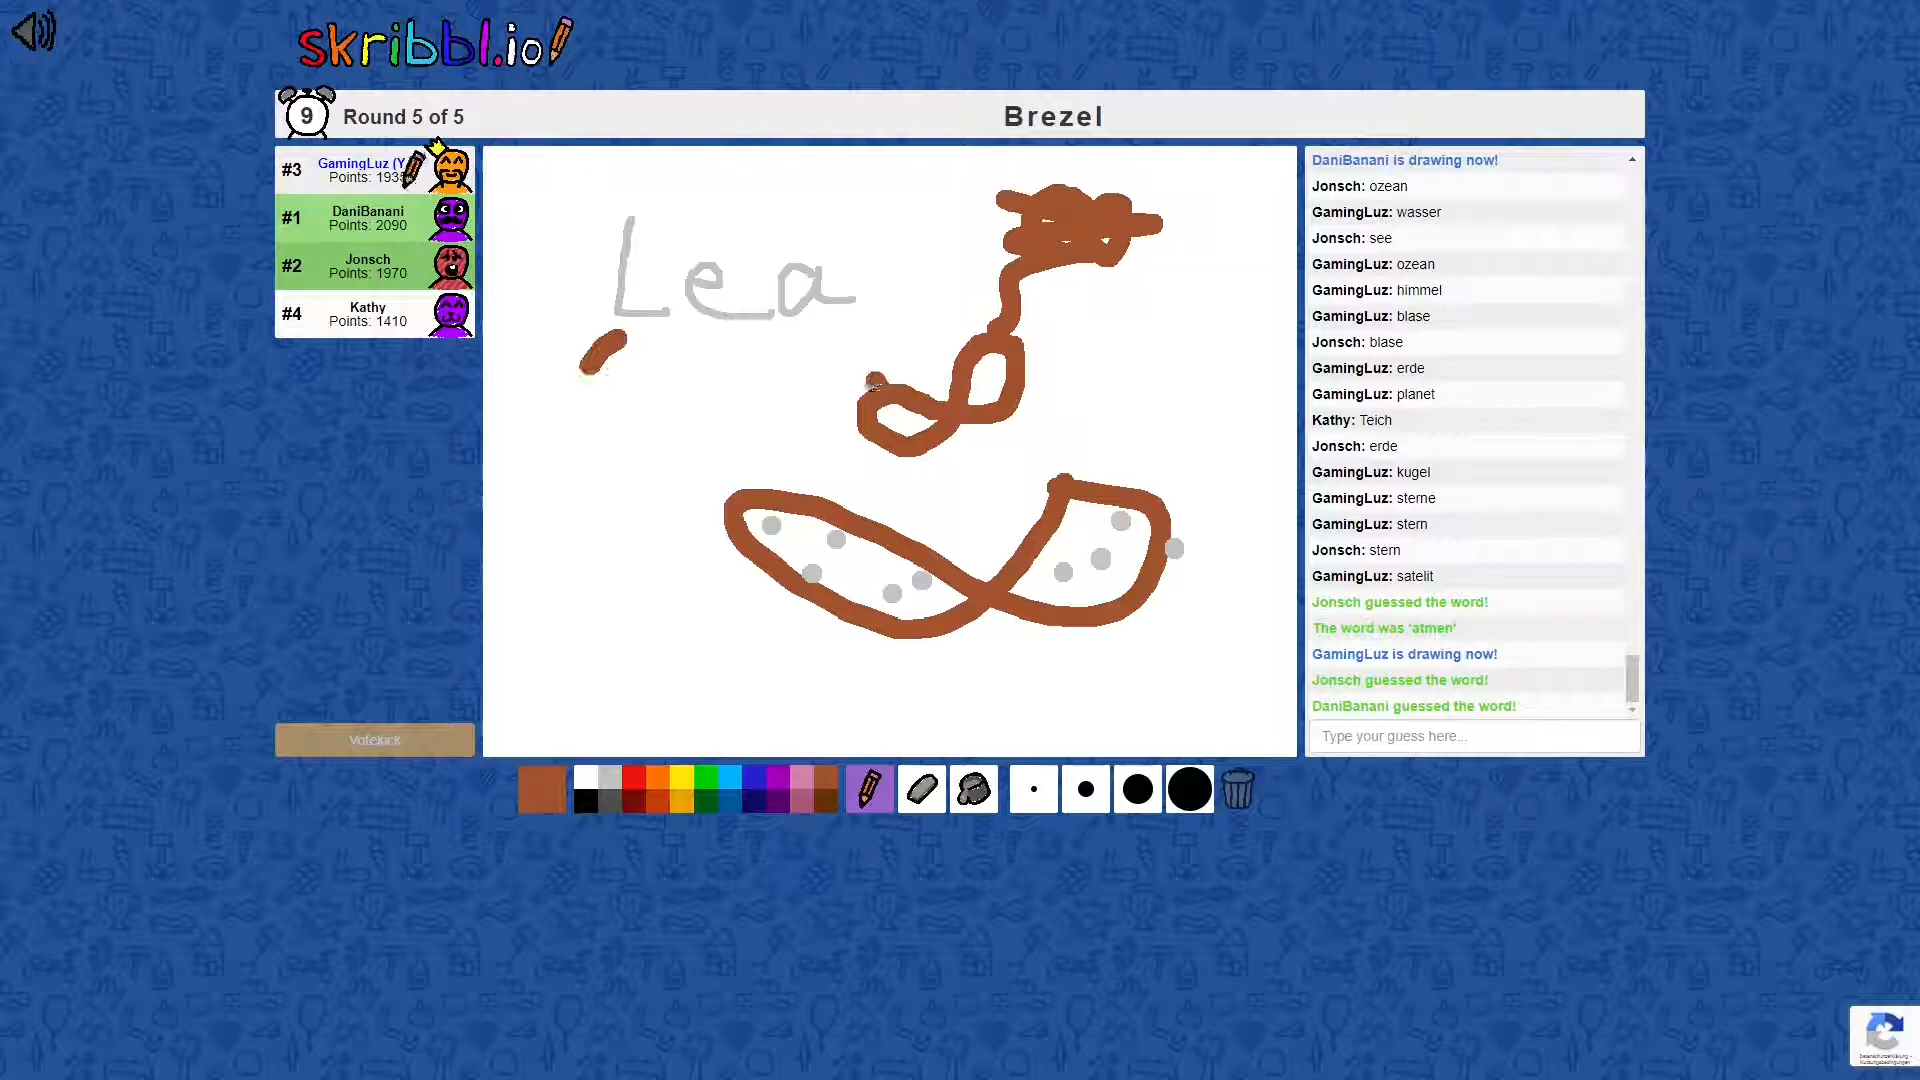 skribbl.io
9
Round 5 of 5
Brezel
#3
GamingLuz (Y
Points: 1935
#1
DaniBanani
Points: 2090
#2
Jonsch
Points: 1970
#4
Kathy
Points: 1410
Votekick
Lea
DaniBanani is drawing now!
Jonsch: ozean
GamingLuz: wasser
Jonsch: see
GamingLuz: ozean
GamingLuz: himmel
GamingLuz: blase
Jonsch: blase
GamingLuz: erde
GamingLuz: planet
Kathy: Teich
Jonsch: erde
GamingLuz: kugel
GamingLuz: sterne
GamingLuz: stern
Jonsch: stern
GamingLuz: satelit
Jonsch guessed the word!
The word was 'atmen'
GamingLuz is drawing now!
Jonsch guessed the word!
DaniBanani guessed the word!
Type your guess here...